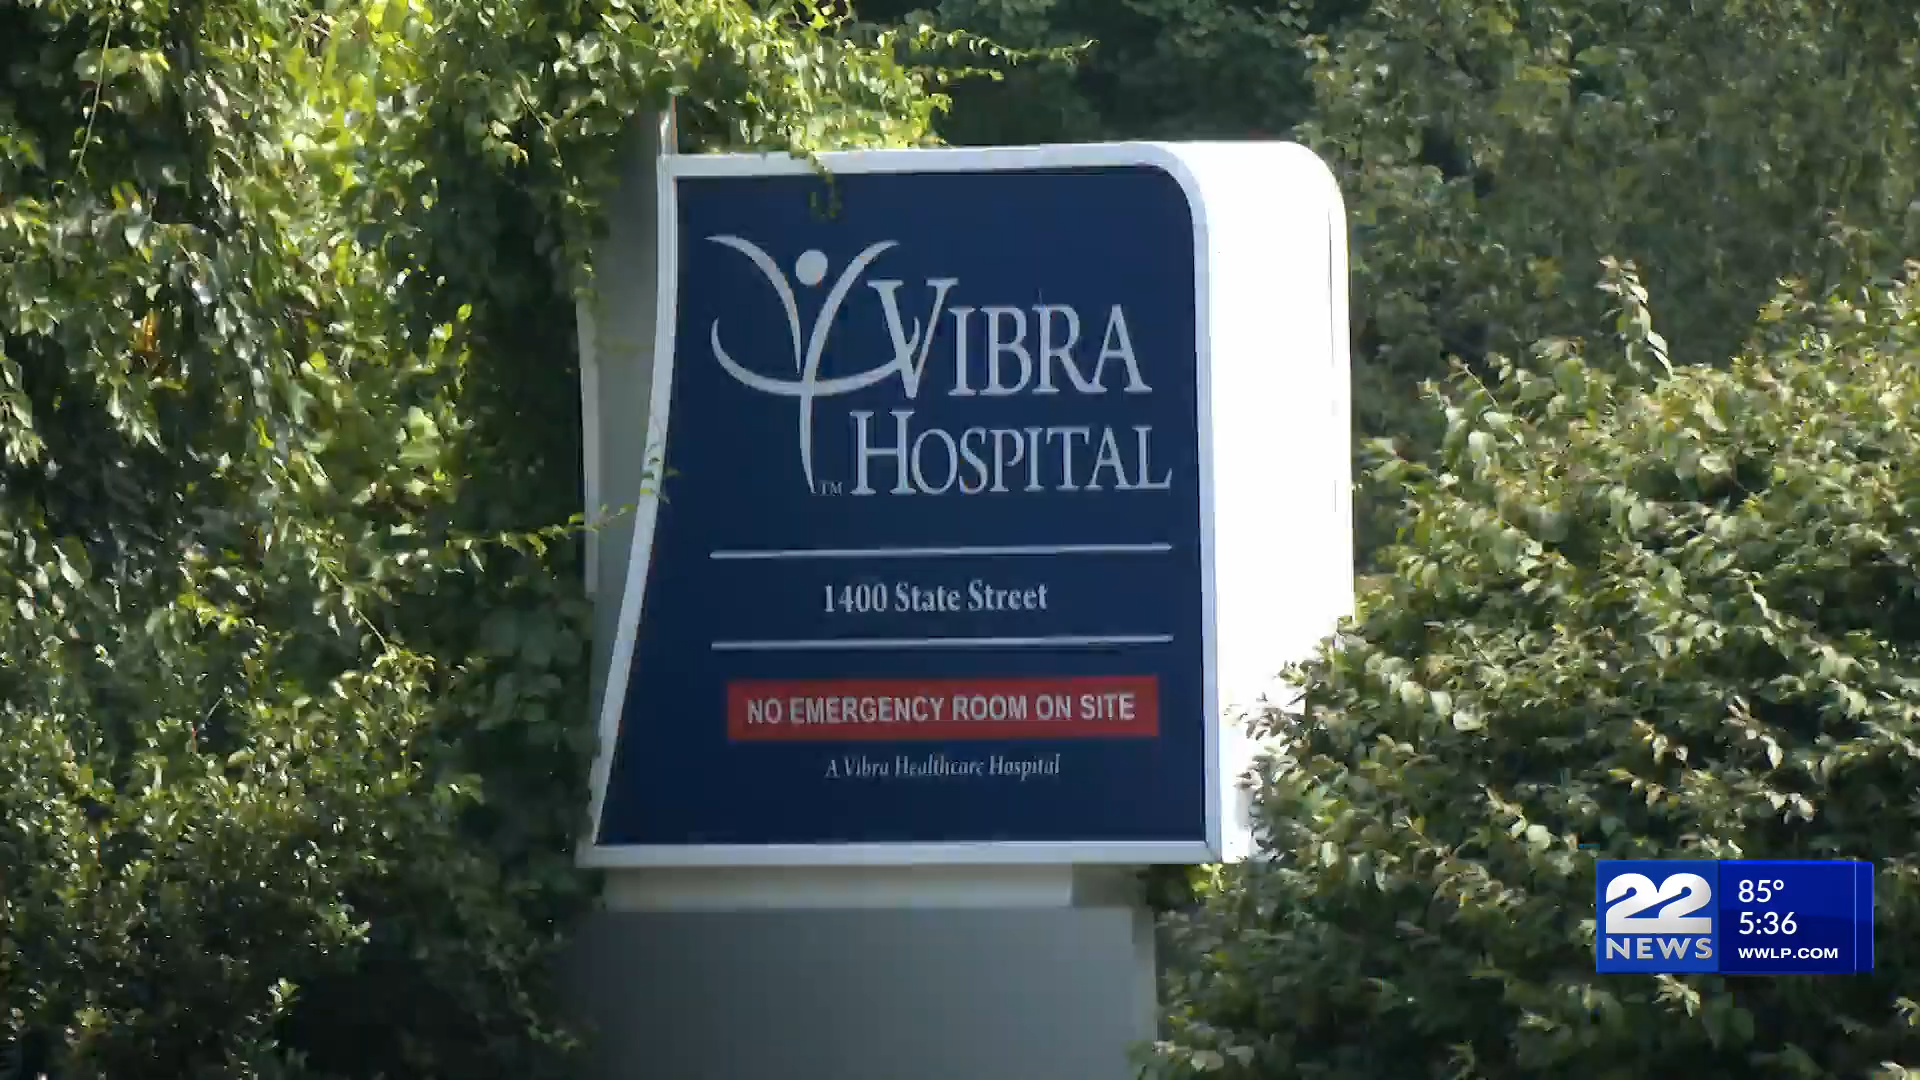 VIBRA
TM HOSPITAL
1400 State Street
NO EMERGENCY ROOM ON SITE
A Vibra Healthcare Hospital
22
NEWS
85°
5:36
WWLP.COM